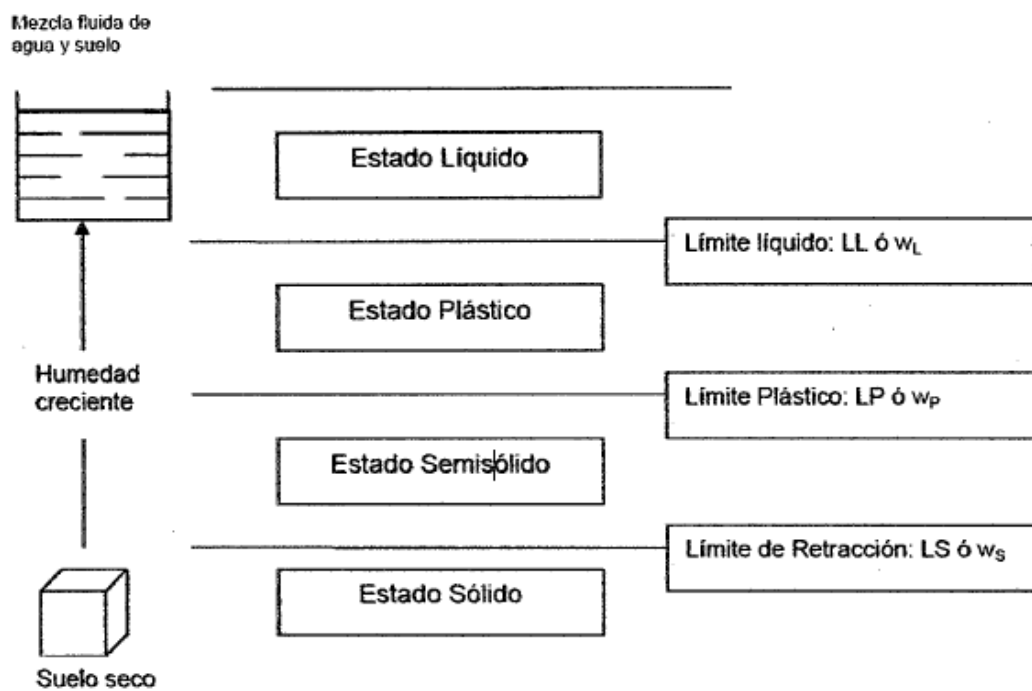 Mezcla fluida de
agua y suelo
Estado Líquido
Límite líquido: LL ó wL
Estado Plástico
Humedad
creciente
Límite Plástico: LP ó wP
Estado Semisólido
Límite de Retracción: LS ó wS
Estado Sólido
Suelo seco